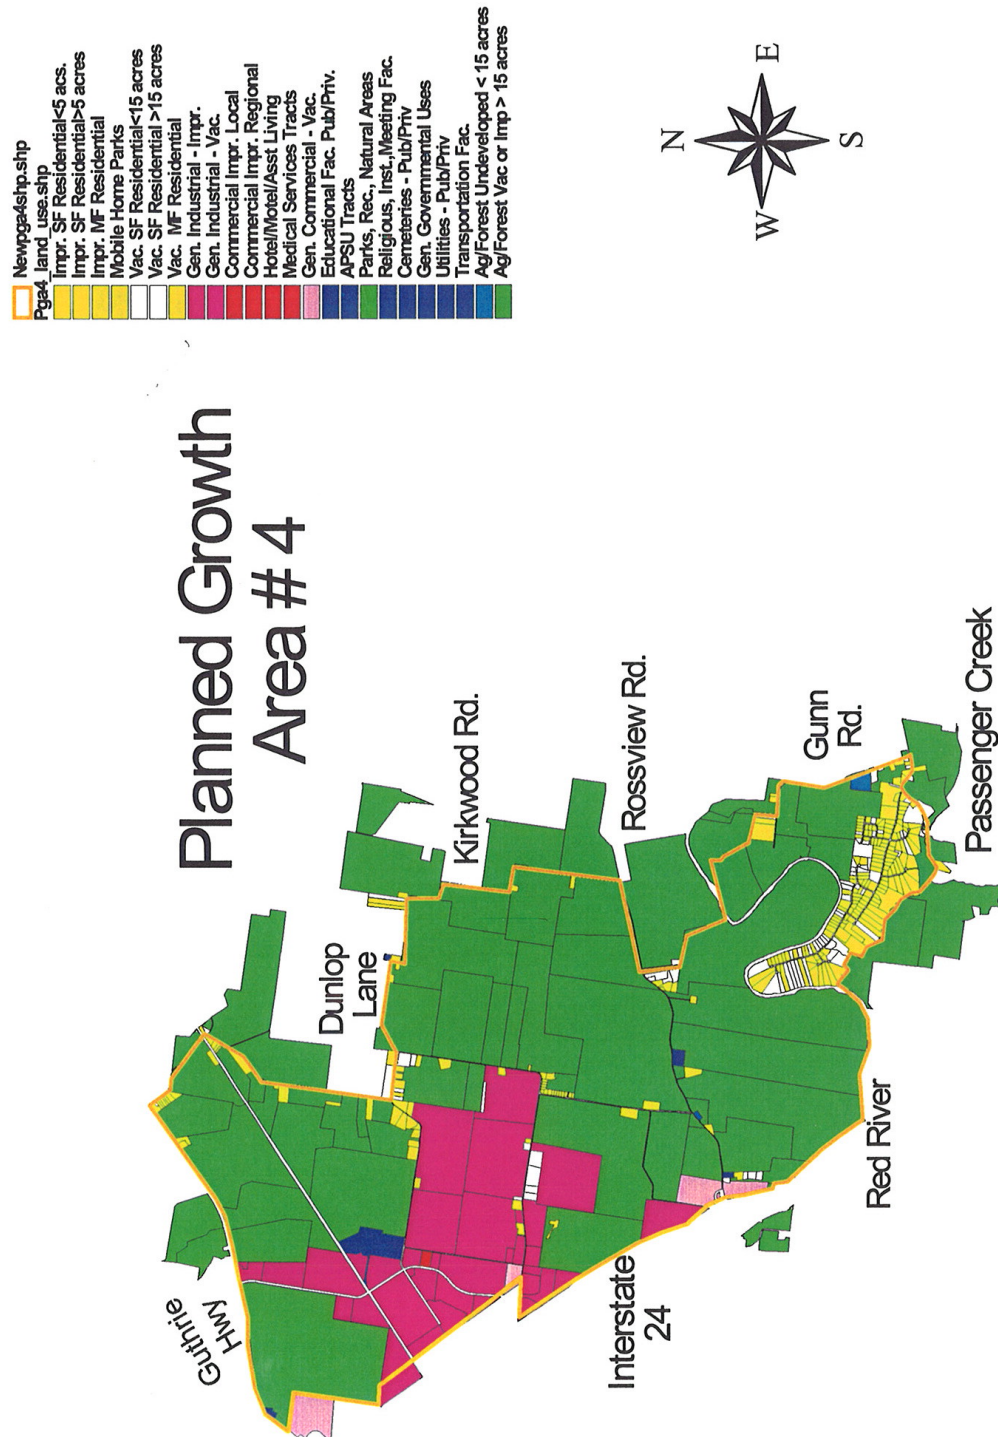 Planned Growth
Area # 4
Newpga4shp.shp
Pga4_land_use.shp
Impr. SF Residential<5 acs.
Impr. SF Residential>5 acres
Impr. MF Residential
Mobile Home Parks
Vac. SF Residential<15 acres
Vac. SF Residential >15 acres
Vac. MF Residential
Gen. Industrial - Impr.
Gen. Industrial - Vac.
Commercial Impr. Local
Commercial Impr. Regional
Hotel/Motel/Asst Living
Medical Services Tracts
Gen. Commercial - Vac.
Educational Fac. Pub/Priv.
APSU Tracts
Parks, Rec., Natural Areas
Religious, Inst.,Meeting Fac.
Cemeteries - Pub/Priv
Gen. Governmental Uses
Utilities - Pub/Priv
Transportation Fac.
Ag/Forest Undeveloped < 15 acres
Ag/Forest Vac or Imp > 15 acres
Guthrie
Hwy
Dunlop
Lane
Kirkwood Rd.
Rossview Rd.
Gunn
Rd.
Interstate
24
Red River
Passenger Creek
N
W
E
S